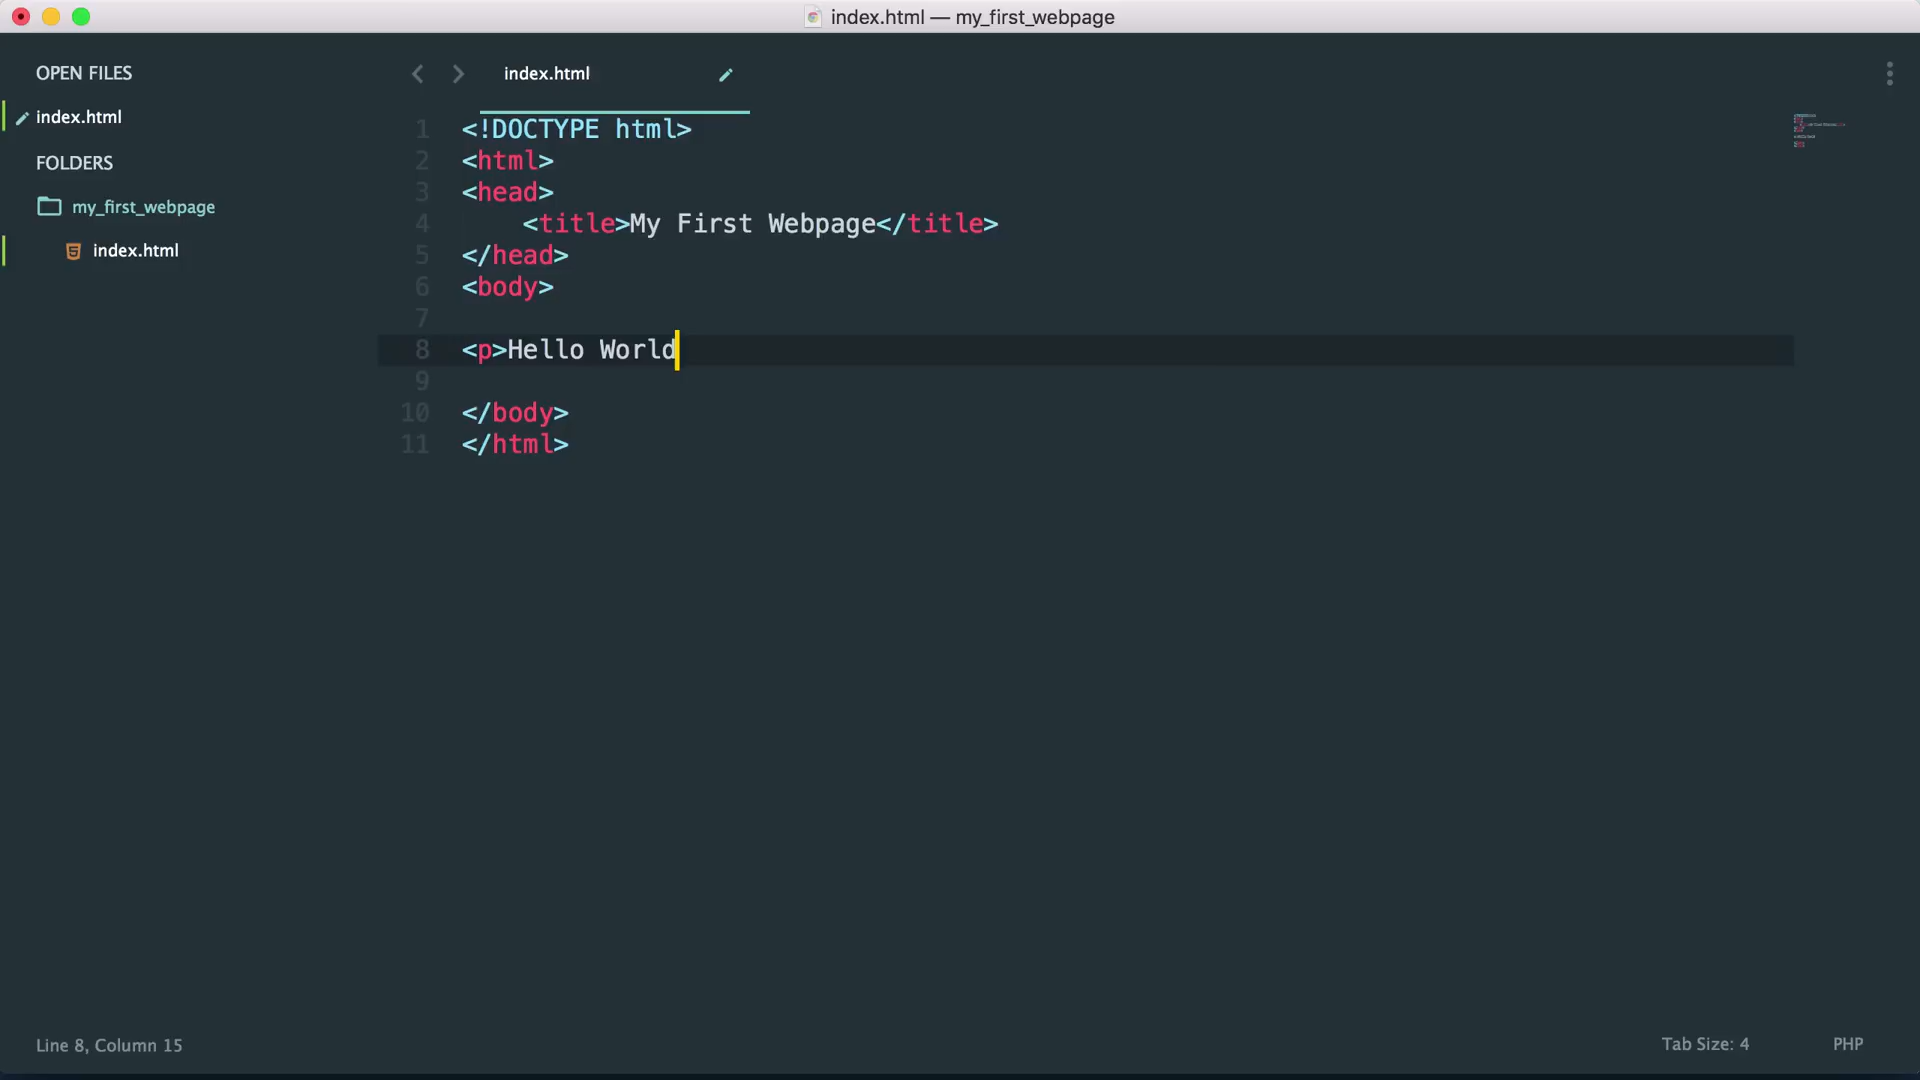 index.html — my_first_webpage
OPEN FILES
index.html
FOLDERS
my_first_webpage
index.html
index.html
1 <!DOCTYPE html>
2 <html>
3 <head>
4     <title>My First Webpage</title>
5 </head>
6 <body>
7
8 <p>Hello World
9
10 </body>
11 </html>
Line 8, Column 15
Tab Size: 4
PHP